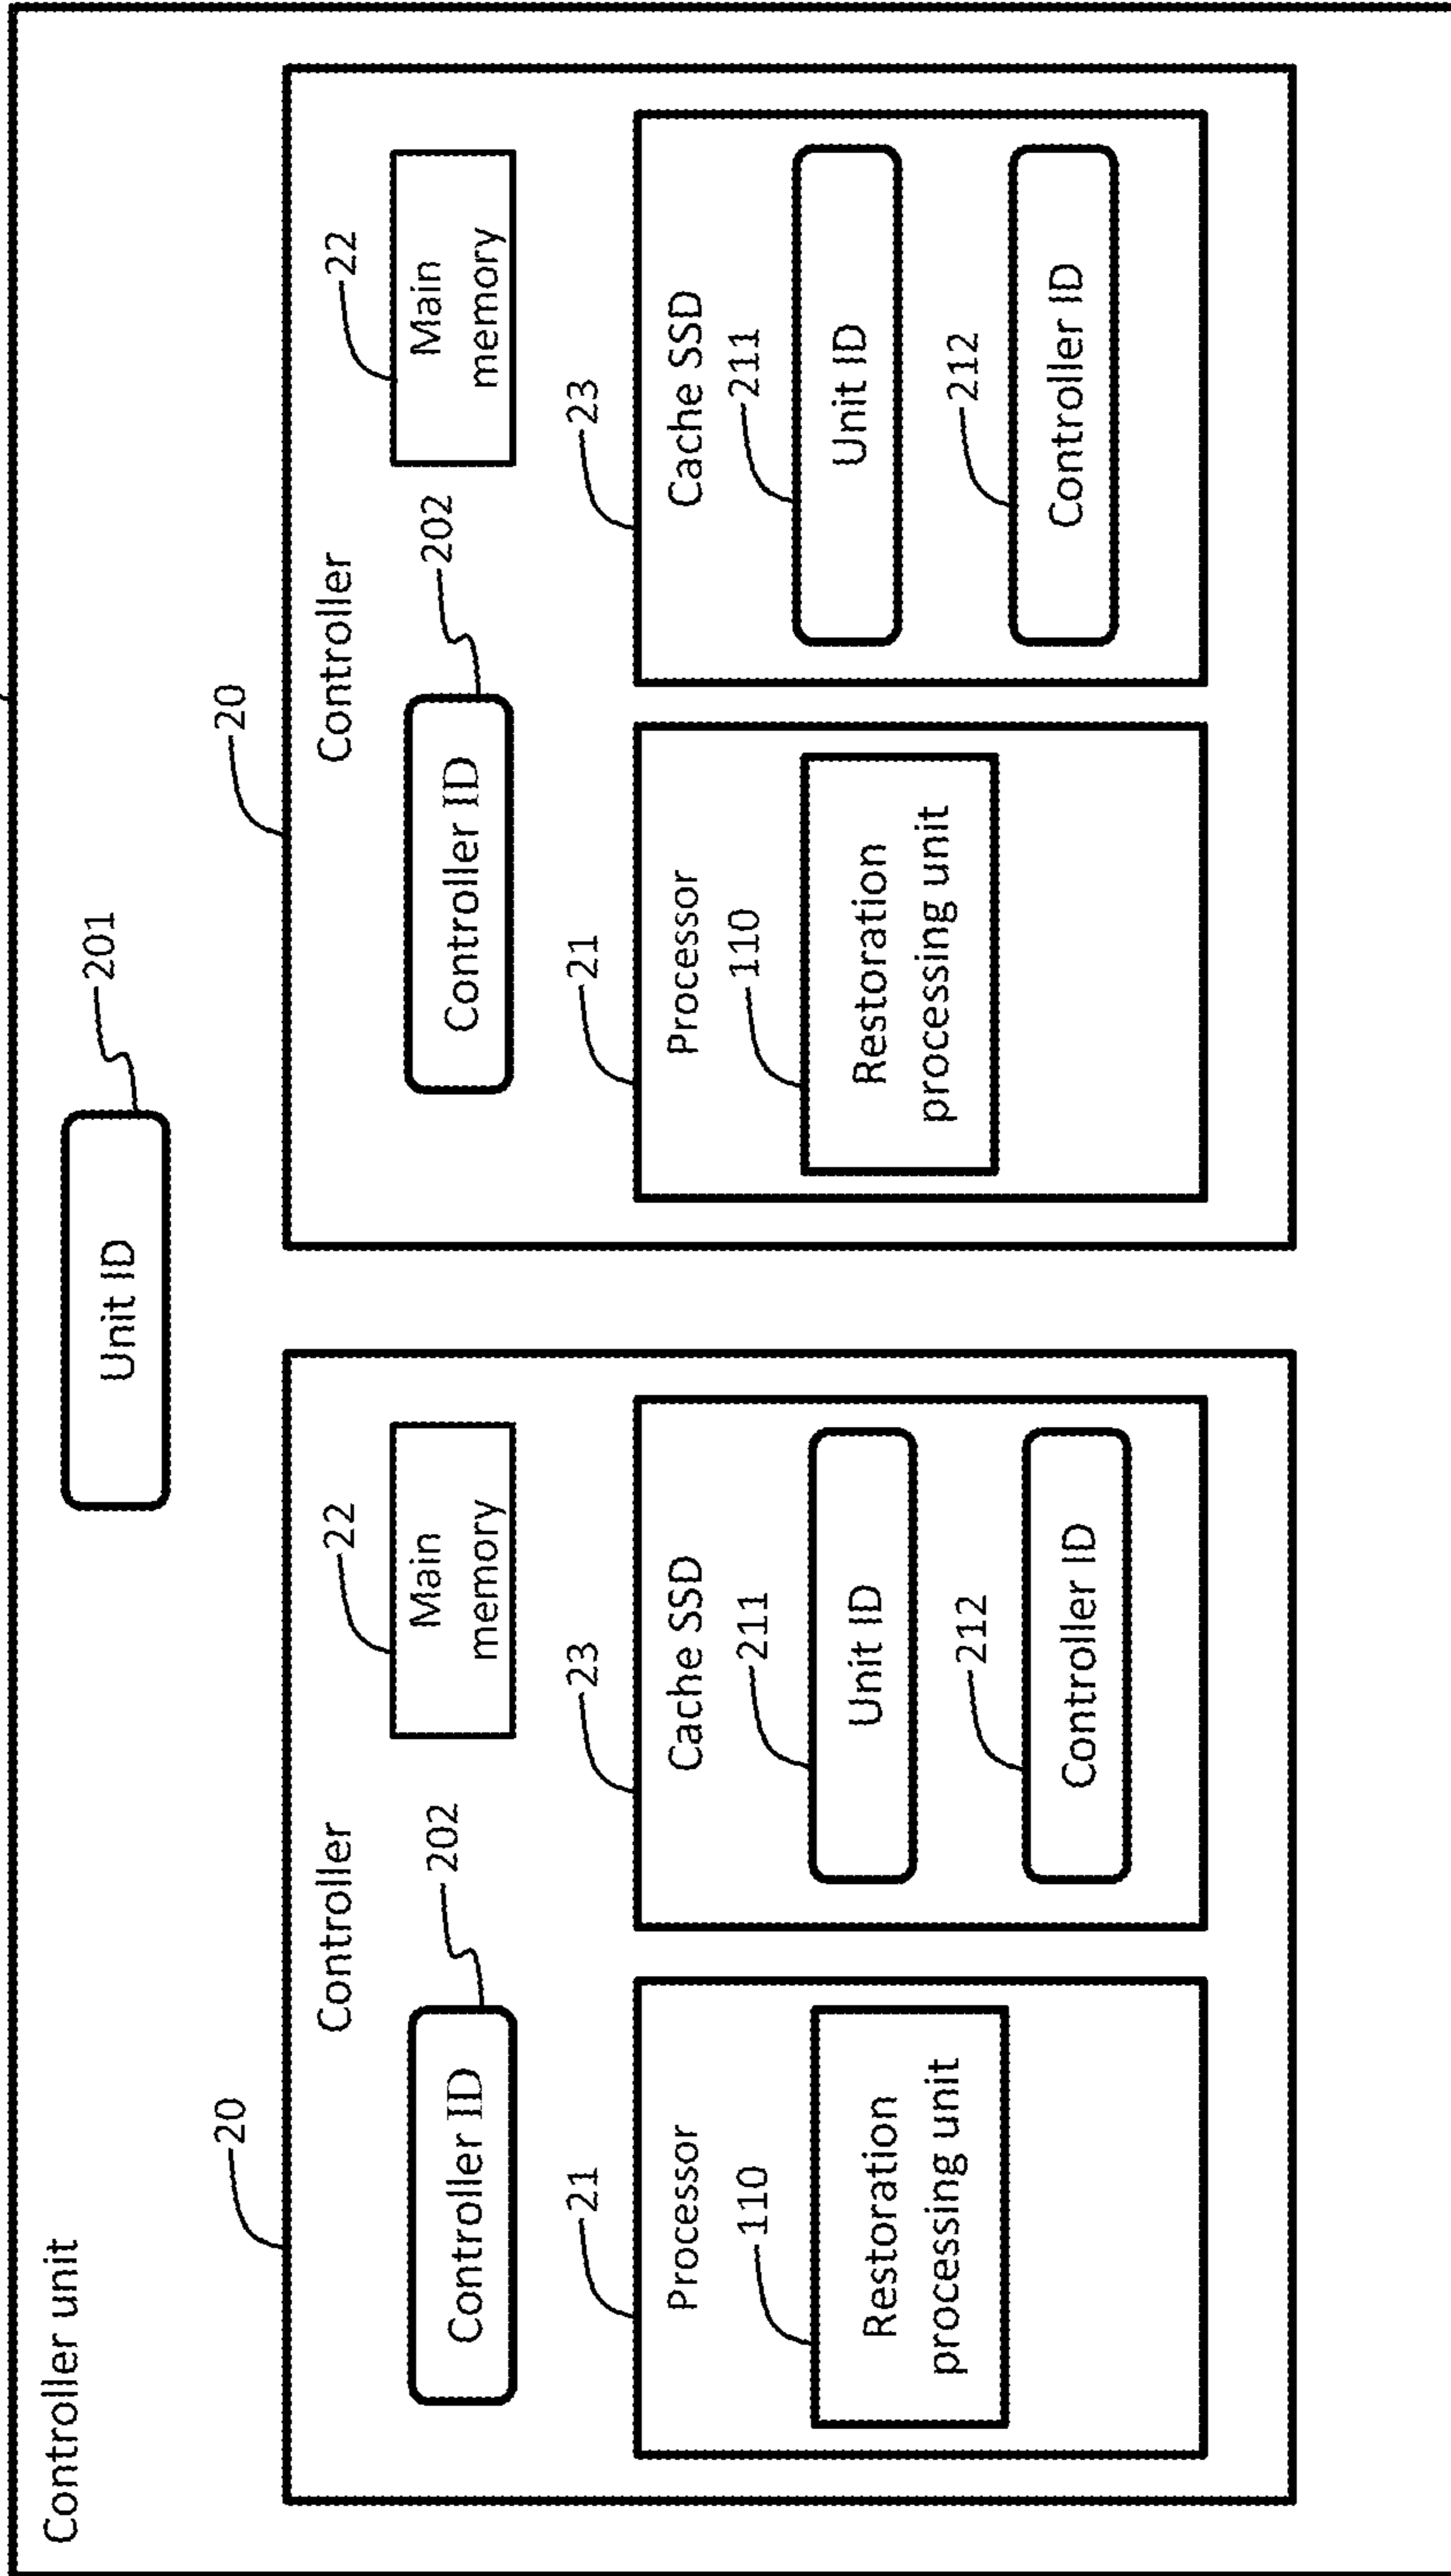 Controller unit
Unit ID
201
20
Controller
Controller ID
202
22
Main
memory
21
Processor
110
Restoration
processing unit
23
Cache SSD
211
Unit ID
212
Controller ID
20
Controller
Controller ID
202
22
Main
memory
21
Processor
110
Restoration
processing unit
23
Cache SSD
211
Unit ID
212
Controller ID